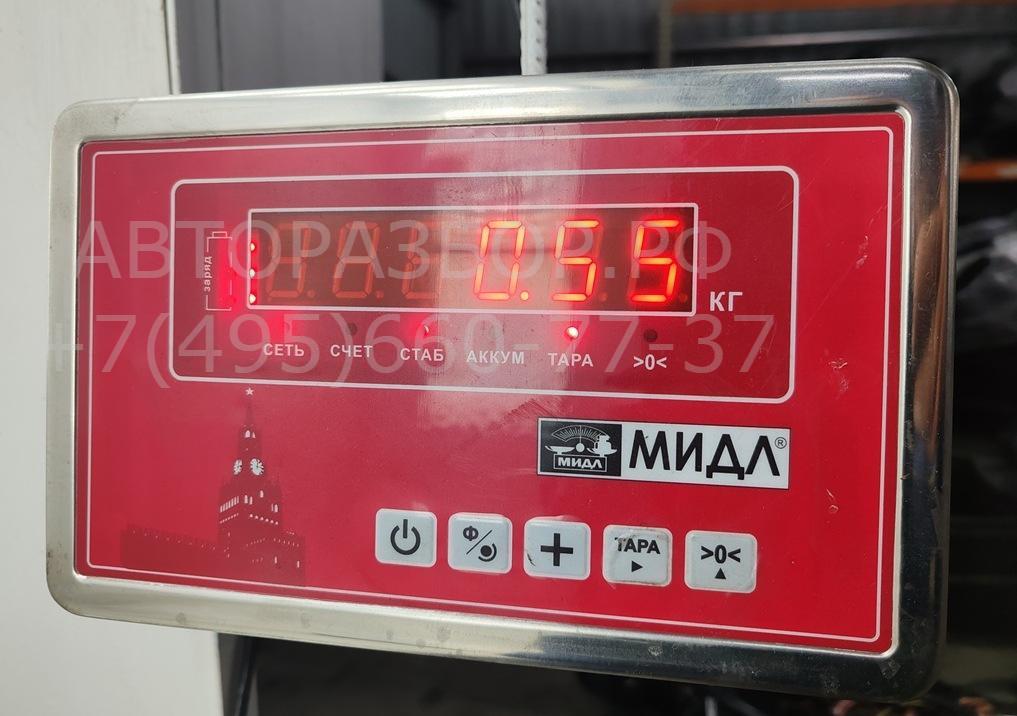 АВТОРАЗБОР.РФ
+7(495)660-77-37
заряд
0.55
КГ
СЕТЬ СЧЕТ СТАБ АККУМ ТАРА >0<
МИДЛ МИДЛ®
Ф
+
ТАРА
>0<